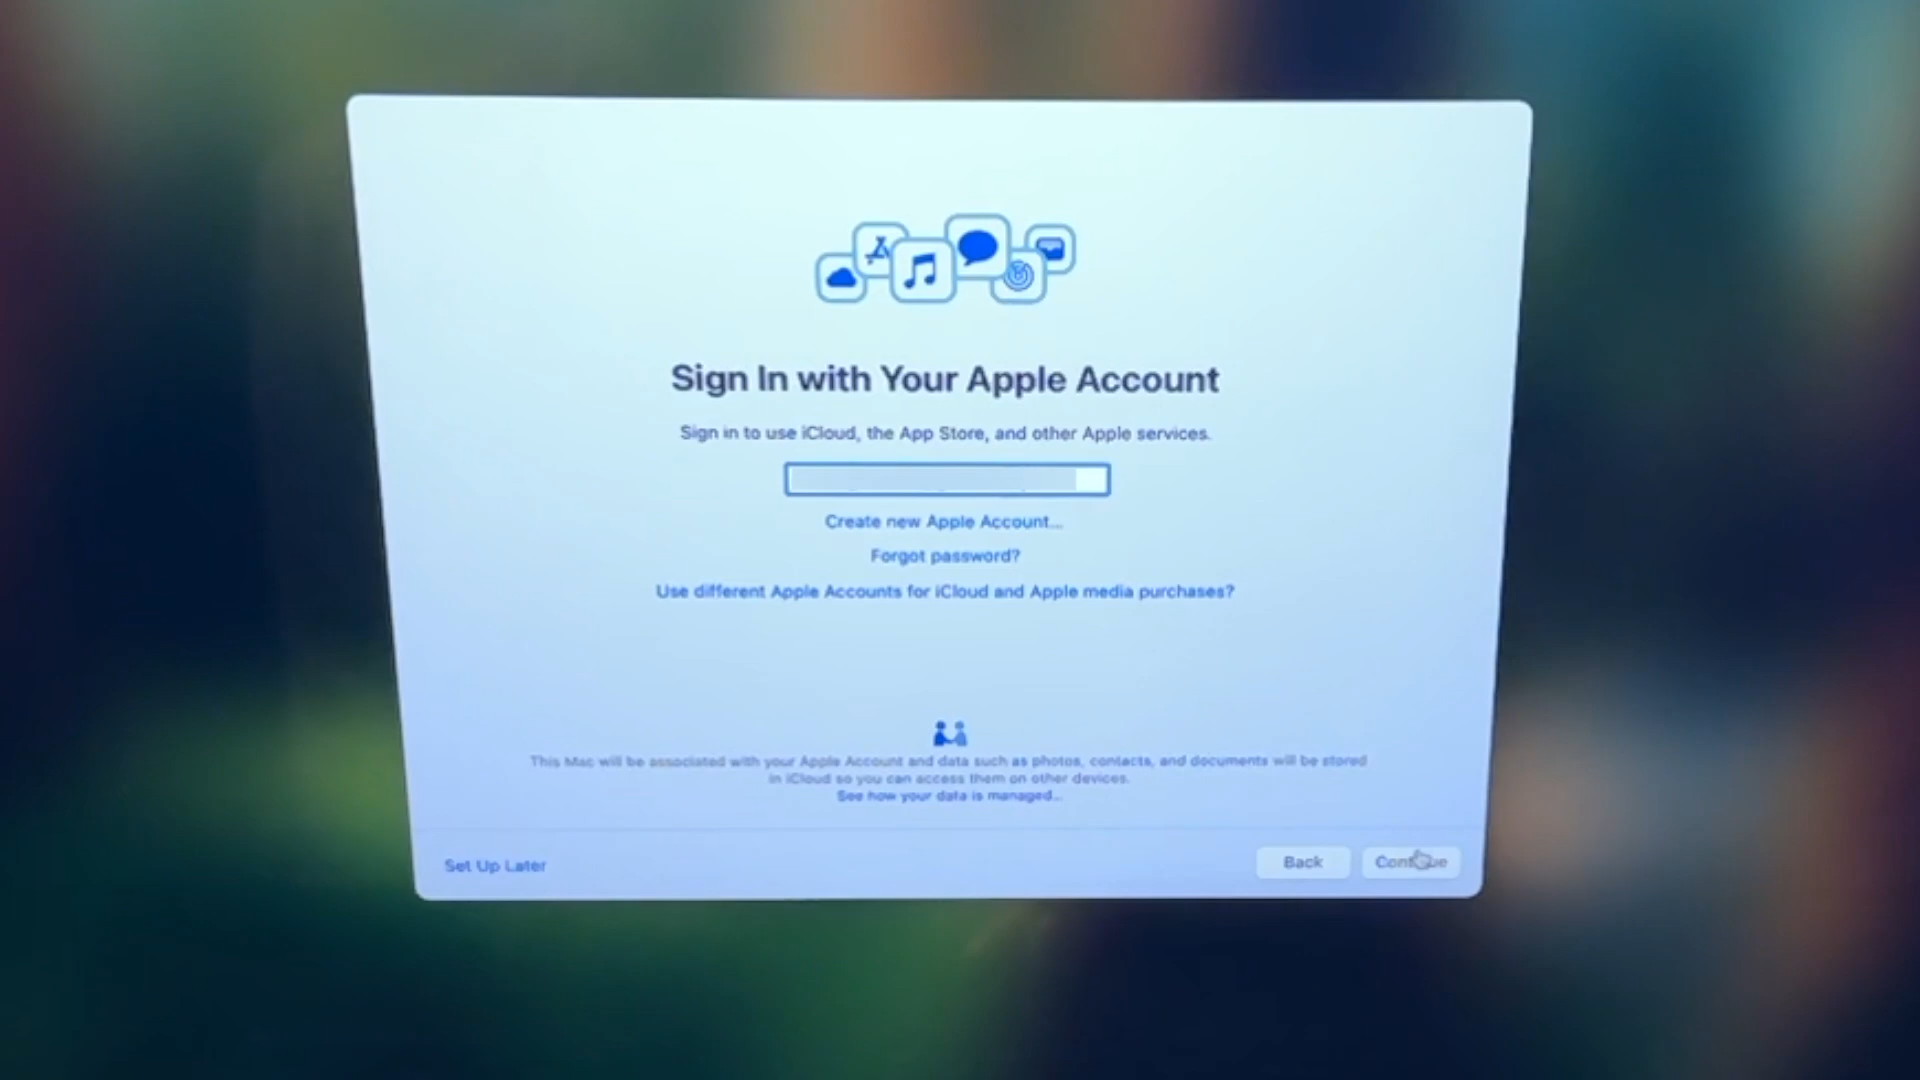 Sign In with Your Apple Account
Sign in to use iCloud, the App Store, and other Apple services.
Create new Apple Account...
Forgot password?
Use different Apple Accounts for iCloud and Apple media purchases?
This Mac will be associated with your Apple Account and data such as photos, contacts, and documents will be stored
in iCloud so you can access them on other devices.
See how your data is managed...
Set Up Later
Back
Continue